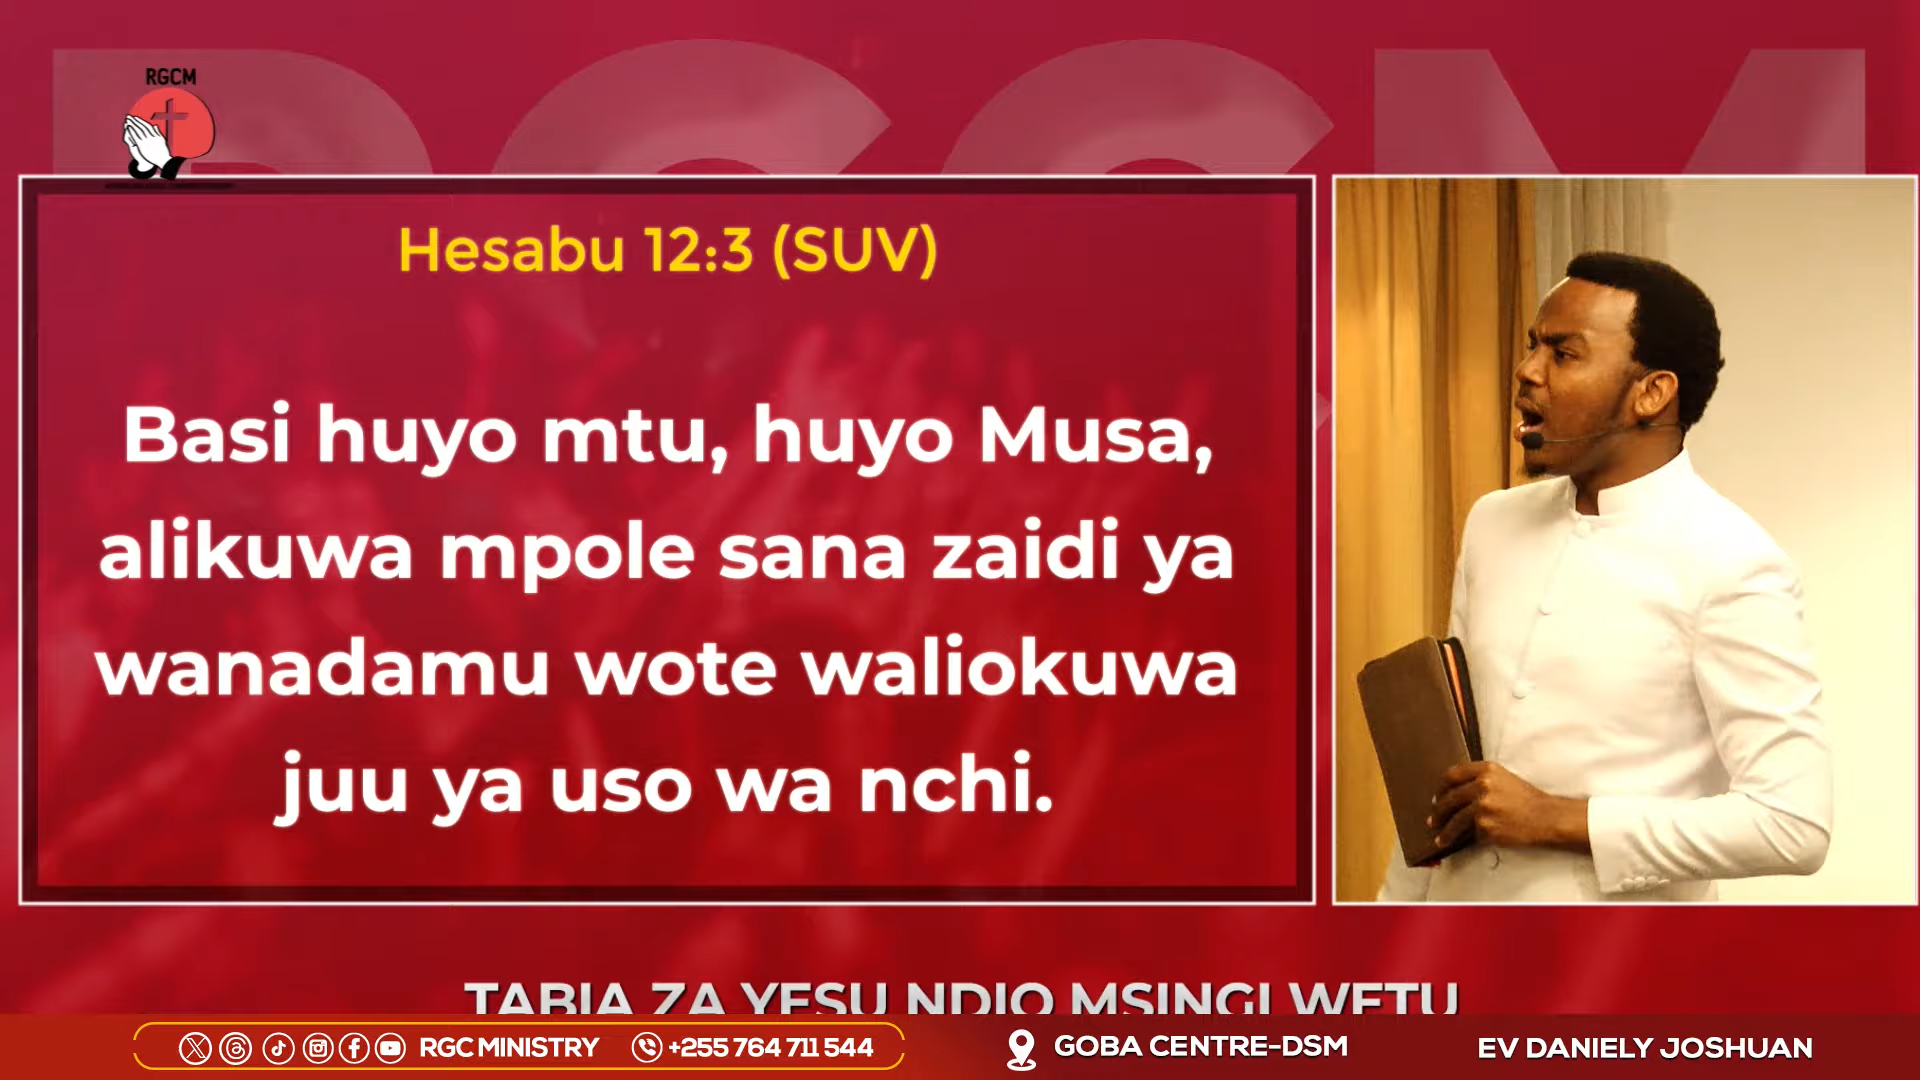 RGCM
RGCM
Hesabu 12:3 (SUV)
Basi huyo mtu, huyo Musa,
alikuwa mpole sana zaidi ya
wanadamu wote waliokuwa
juu ya uso wa nchi.
TABIA ZA YESU NDIO MSINGI WETU
RGC MINISTRY +255 764 711 544 GOBA CENTRE-DSM EV DANIELY JOSHUAN